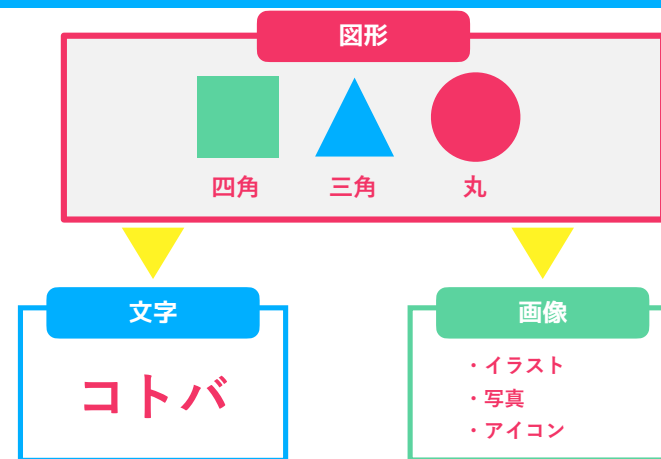 図形
四角
三角
丸
文字
コトバ
画像
・イラスト
・写真
・アイコン